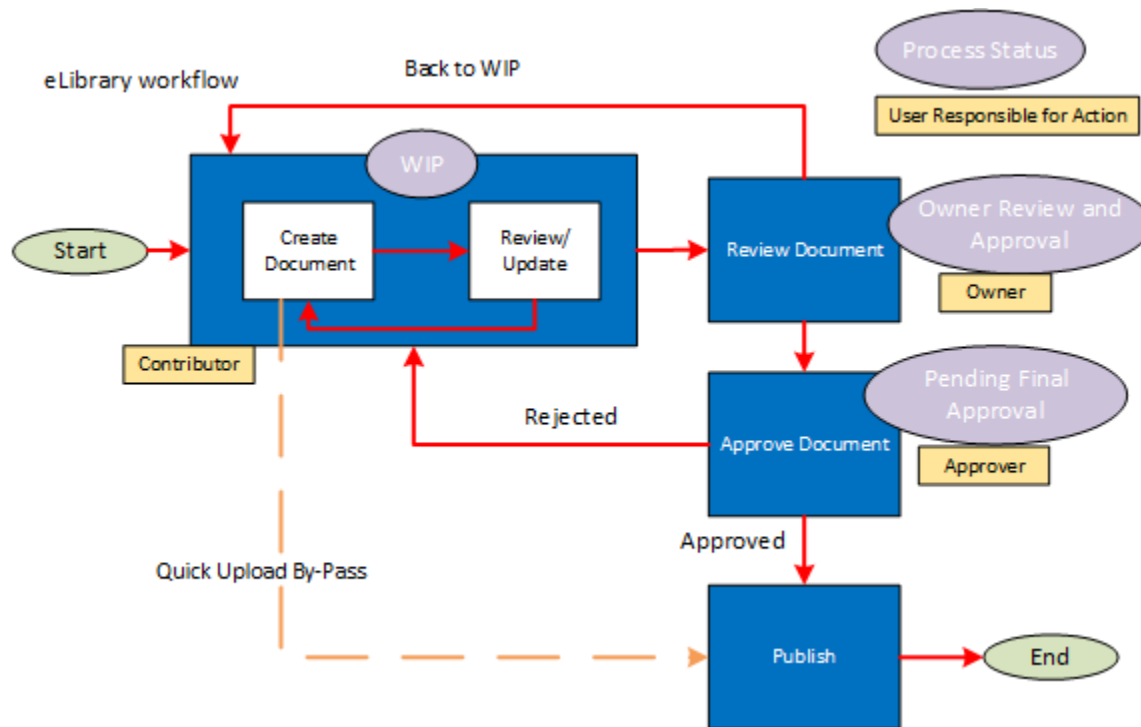 Process Status
Back to WIP
eLibrary workflow
User Responsible for Action
WIP
Owner Review and
Approval
Start
Create
Document
Review/
Update
Review Document
Owner
Contributor
Pending Final
Approval
Rejected
Approve Document
Approver
Approved
Quick Upload By-Pass
Publish
End